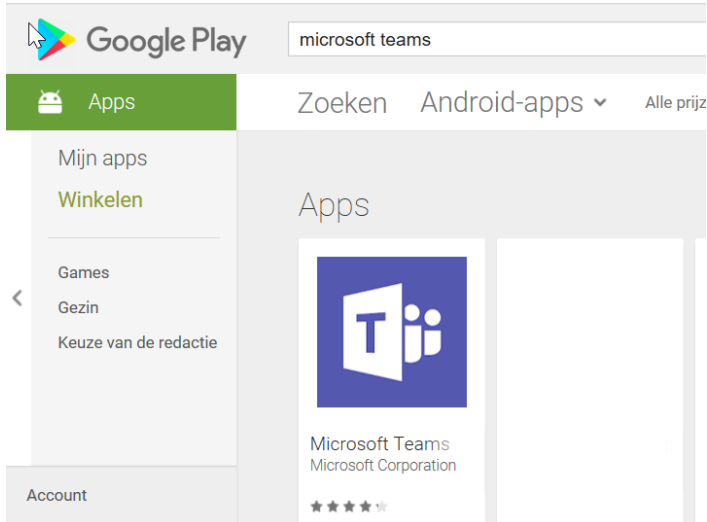 Google Play
microsoft teams
Apps
Zoeken
Android-apps
Alle prijz
Mijn apps
Winkelen
Games
Gezin
Keuze van de redactie
Account
Apps
T
Microsoft Teams
Microsoft Corporation